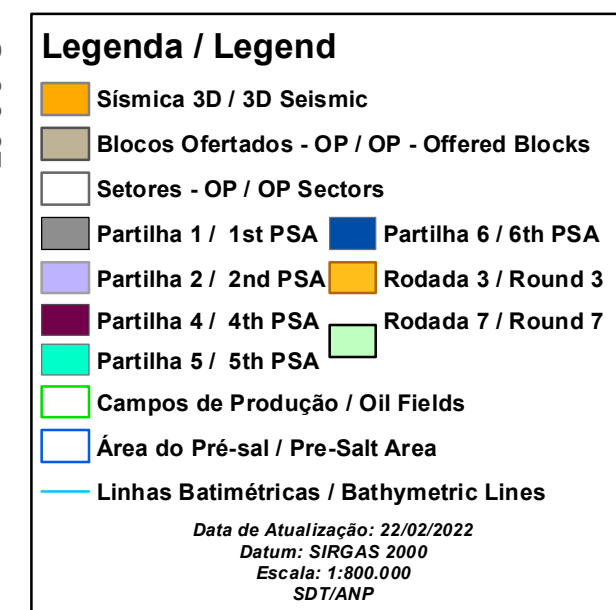 Legenda / Legend
Sísmica 3D / 3D Seismic
Blocos Ofertados - OP / OP - Offered Blocks
Setores - OP / OP Sectors
Partilha 1 / 1st PSA Partilha 6 / 6th PSA
Partilha 2 / 2nd PSA Rodada 3 / Round 3
Partilha 4 / 4th PSA Rodada 7 / Round 7
Partilha 5 / 5th PSA
Campos de Produção / Oil Fields
Área do Pré-sal / Pre-Salt Area
Linhas Batimétricas / Bathymetric Lines
Data de Atualização: 22/02/2022
Datum: SIRGAS 2000
Escala: 1:800.000
SDT/ANP